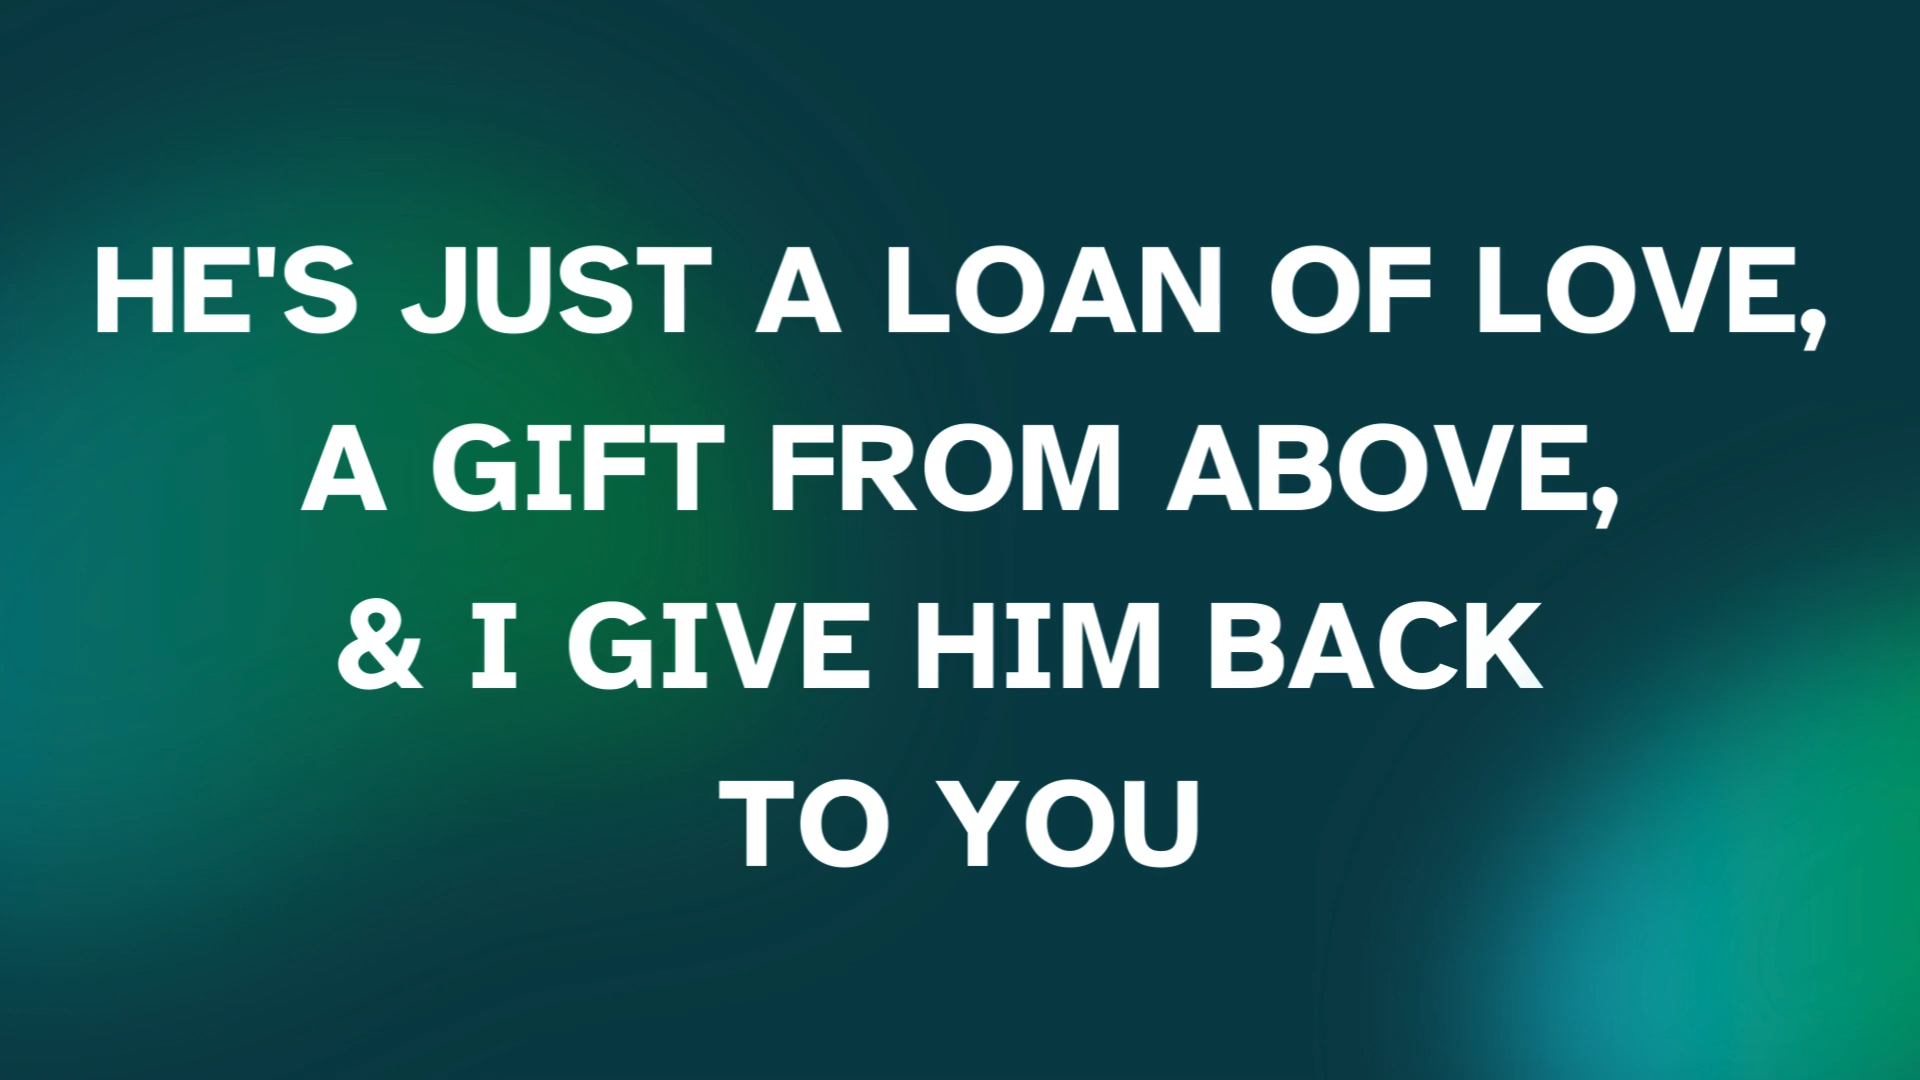 HE'S JUST A LOAN OF LOVE,
A GIFT FROM ABOVE,
& I GIVE HIM BACK
TO YOU